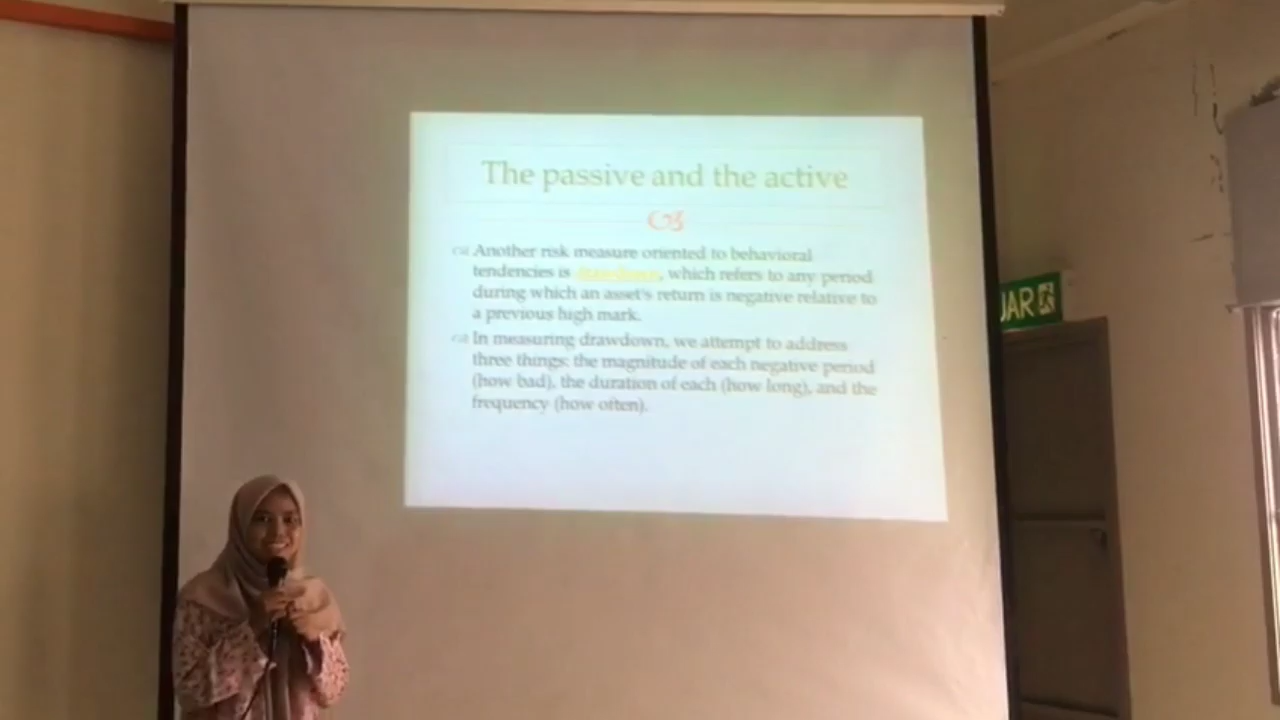 The passive and the active
Another risk measure oriented to behavioral
tendencies is drawdown, which refers to any period
during which an asset's return is negative relative to
a previous high mark.
In measuring drawdown, we attempt to address
three things: the magnitude of each negative period
(how bad), the duration of each (how long), and the
frequency (how often).
UAR